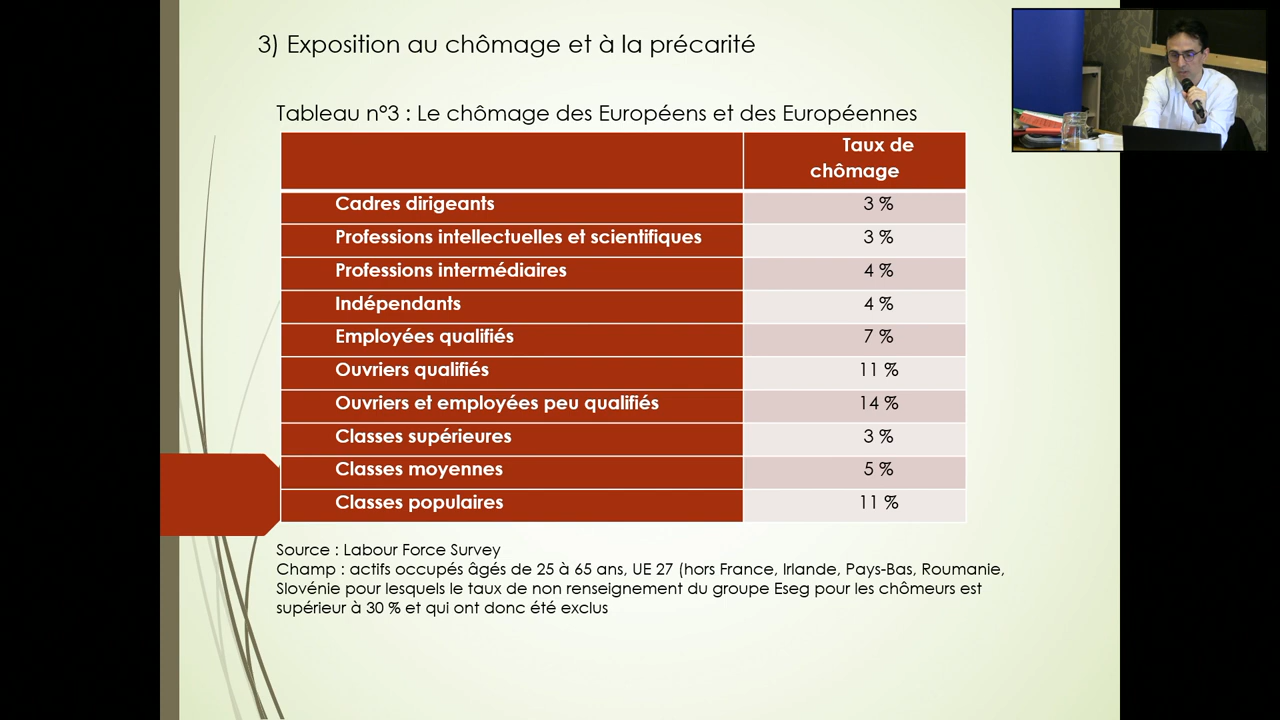 3) Exposition au chômage et à la précarité
Tableau n°3 : Le chômage des Européens et des Européennes
Taux de
chômage
Cadres dirigeants 3 %
Professions intellectuelles et scientifiques 3 %
Professions intermédiaires 4 %
Indépendants 4 %
Employées qualifiés 7 %
Ouvriers qualifiés 11 %
Ouvriers et employées peu qualifiés 14 %
Classes supérieures 3 %
Classes moyennes 5 %
Classes populaires 11 %
Source : Labour Force Survey
Champ : actifs occupés âgés de 25 à 65 ans, UE 27 (hors France, Irlande, Pays-Bas, Roumanie,
Slovénie pour lesquels le taux de non renseignement du groupe Eseg pour les chômeurs est
supérieur à 30 % et qui ont donc été exclus